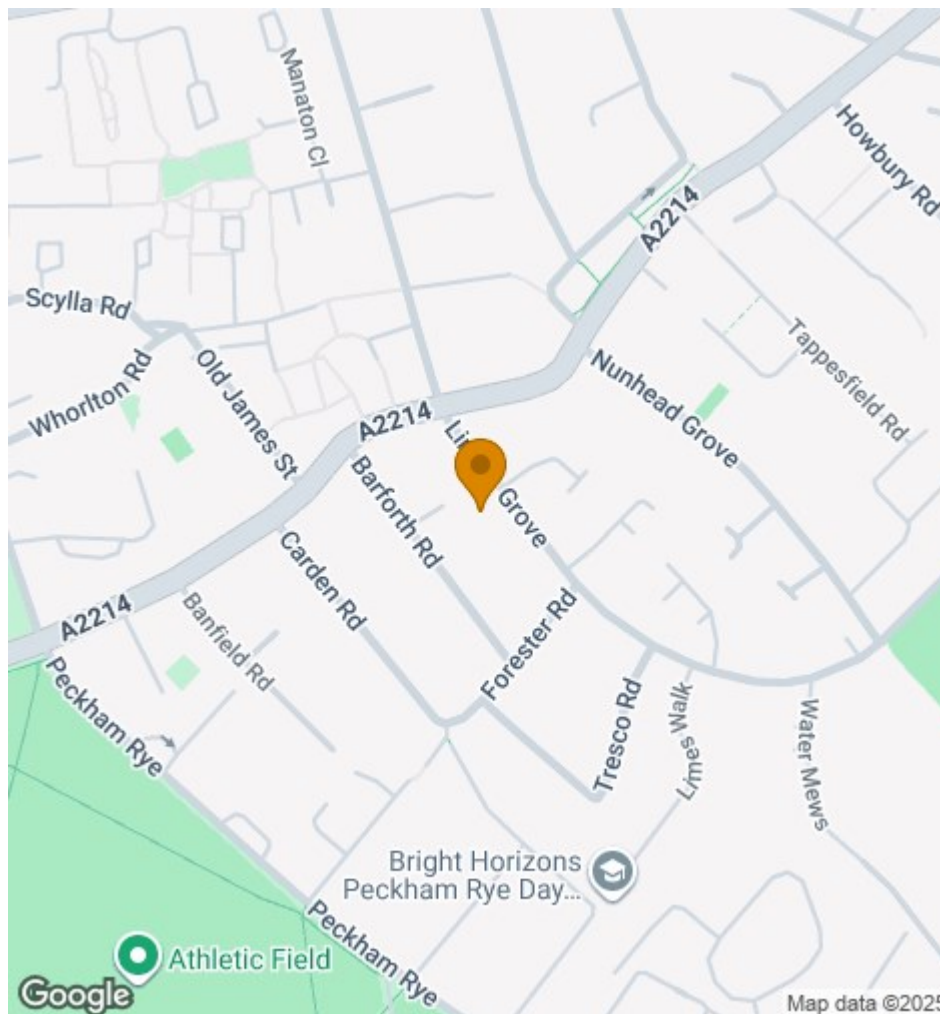 Manaton Cl
Howbury Rd
A2214
Scylla Rd
Tappesfield Rd
Whorlton Rd
Old James St
Nunhead Grove
A2214
Grove
Barforth Rd
Carden Rd
A2214
Banfield Rd
Forester Rd
Peckham Rye
Tresco Rd
Limes Walk
Water Mews
Bright Horizons
Peckham Rye Day...
Peckham Rye
Athletic Field
Google
Map data ©2025